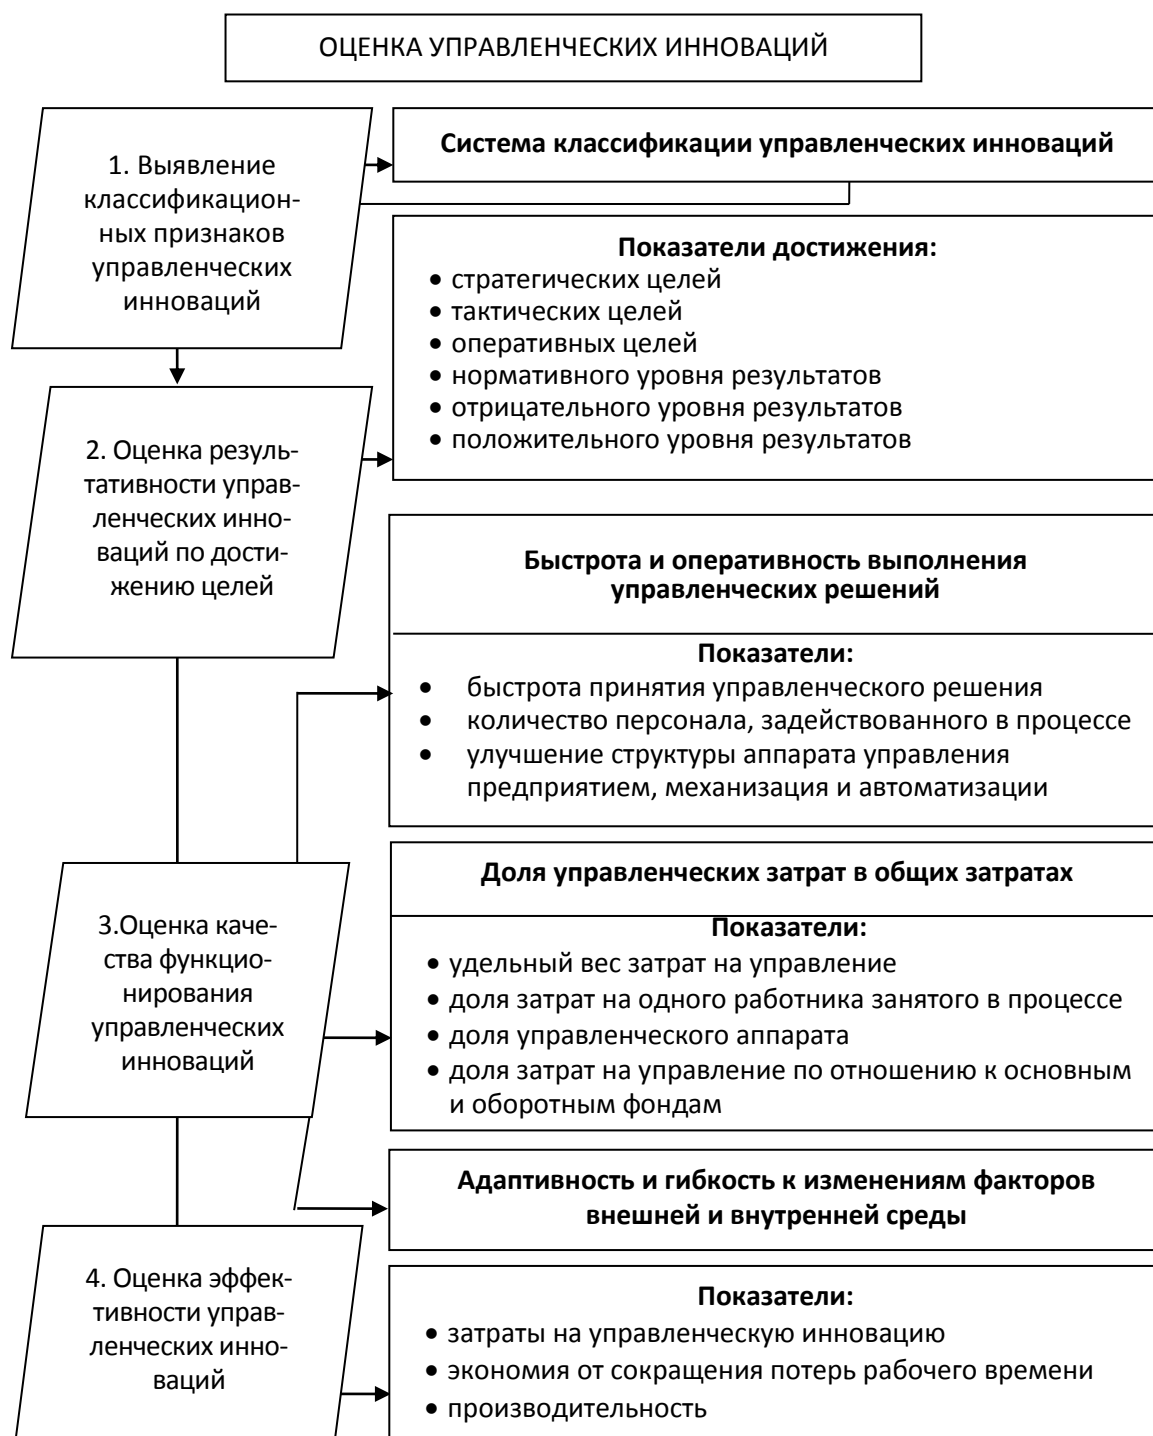 ОЦЕНКА УПРАВЛЕНЧЕСКИХ ИННОВАЦИЙ
1. Выявление
классификацион-
ных признаков
управленческих
инноваций
Система классификации управленческих инноваций
Показатели достижения:
• стратегических целей
• тактических целей
• оперативных целей
• нормативного уровня результатов
• отрицательного уровня результатов
• положительного уровня результатов
2. Оценка резуль-
тативности управ-
ленческих инно-
ваций по дости-
жению целей
Быстрота и оперативность выполнения
управленческих решений
Показатели:
• быстрота принятия управленческого решения
• количество персонала, задействованного в процессе
• улучшение структуры аппарата управления
предприятием, механизация и автоматизации
3.Оценка каче-
ства функцио-
нирования
управленческих
инноваций
Доля управленческих затрат в общих затратах
Показатели:
• удельный вес затрат на управление
• доля затрат на одного работника занятого в процессе
• доля управленческого аппарата
• доля затрат на управление по отношению к основным
и оборотным фондам
Адаптивность и гибкость к изменениям факторов
внешней и внутренней среды
4. Оценка эффек-
тивности управ-
ленческих инно-
ваций
Показатели:
• затраты на управленческую инновацию
• экономия от сокращения потерь рабочего времени
• производительность